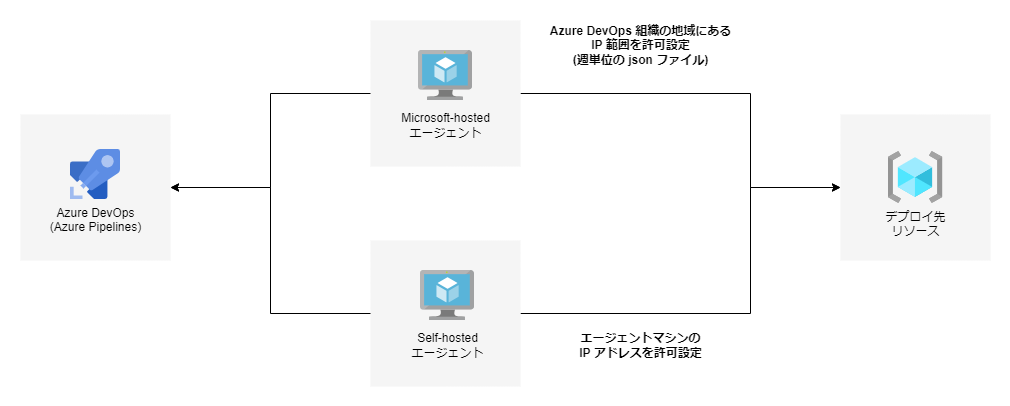 Azure DevOps 組織の地域にある
IP 範囲を許可設定
(週単位の json ファイル)
Microsoft-hosted
エージェント
Azure DevOps
(Azure Pipelines)
デプロイ先
リソース
Self-hosted
エージェント
エージェントマシンの
IP アドレスを許可設定